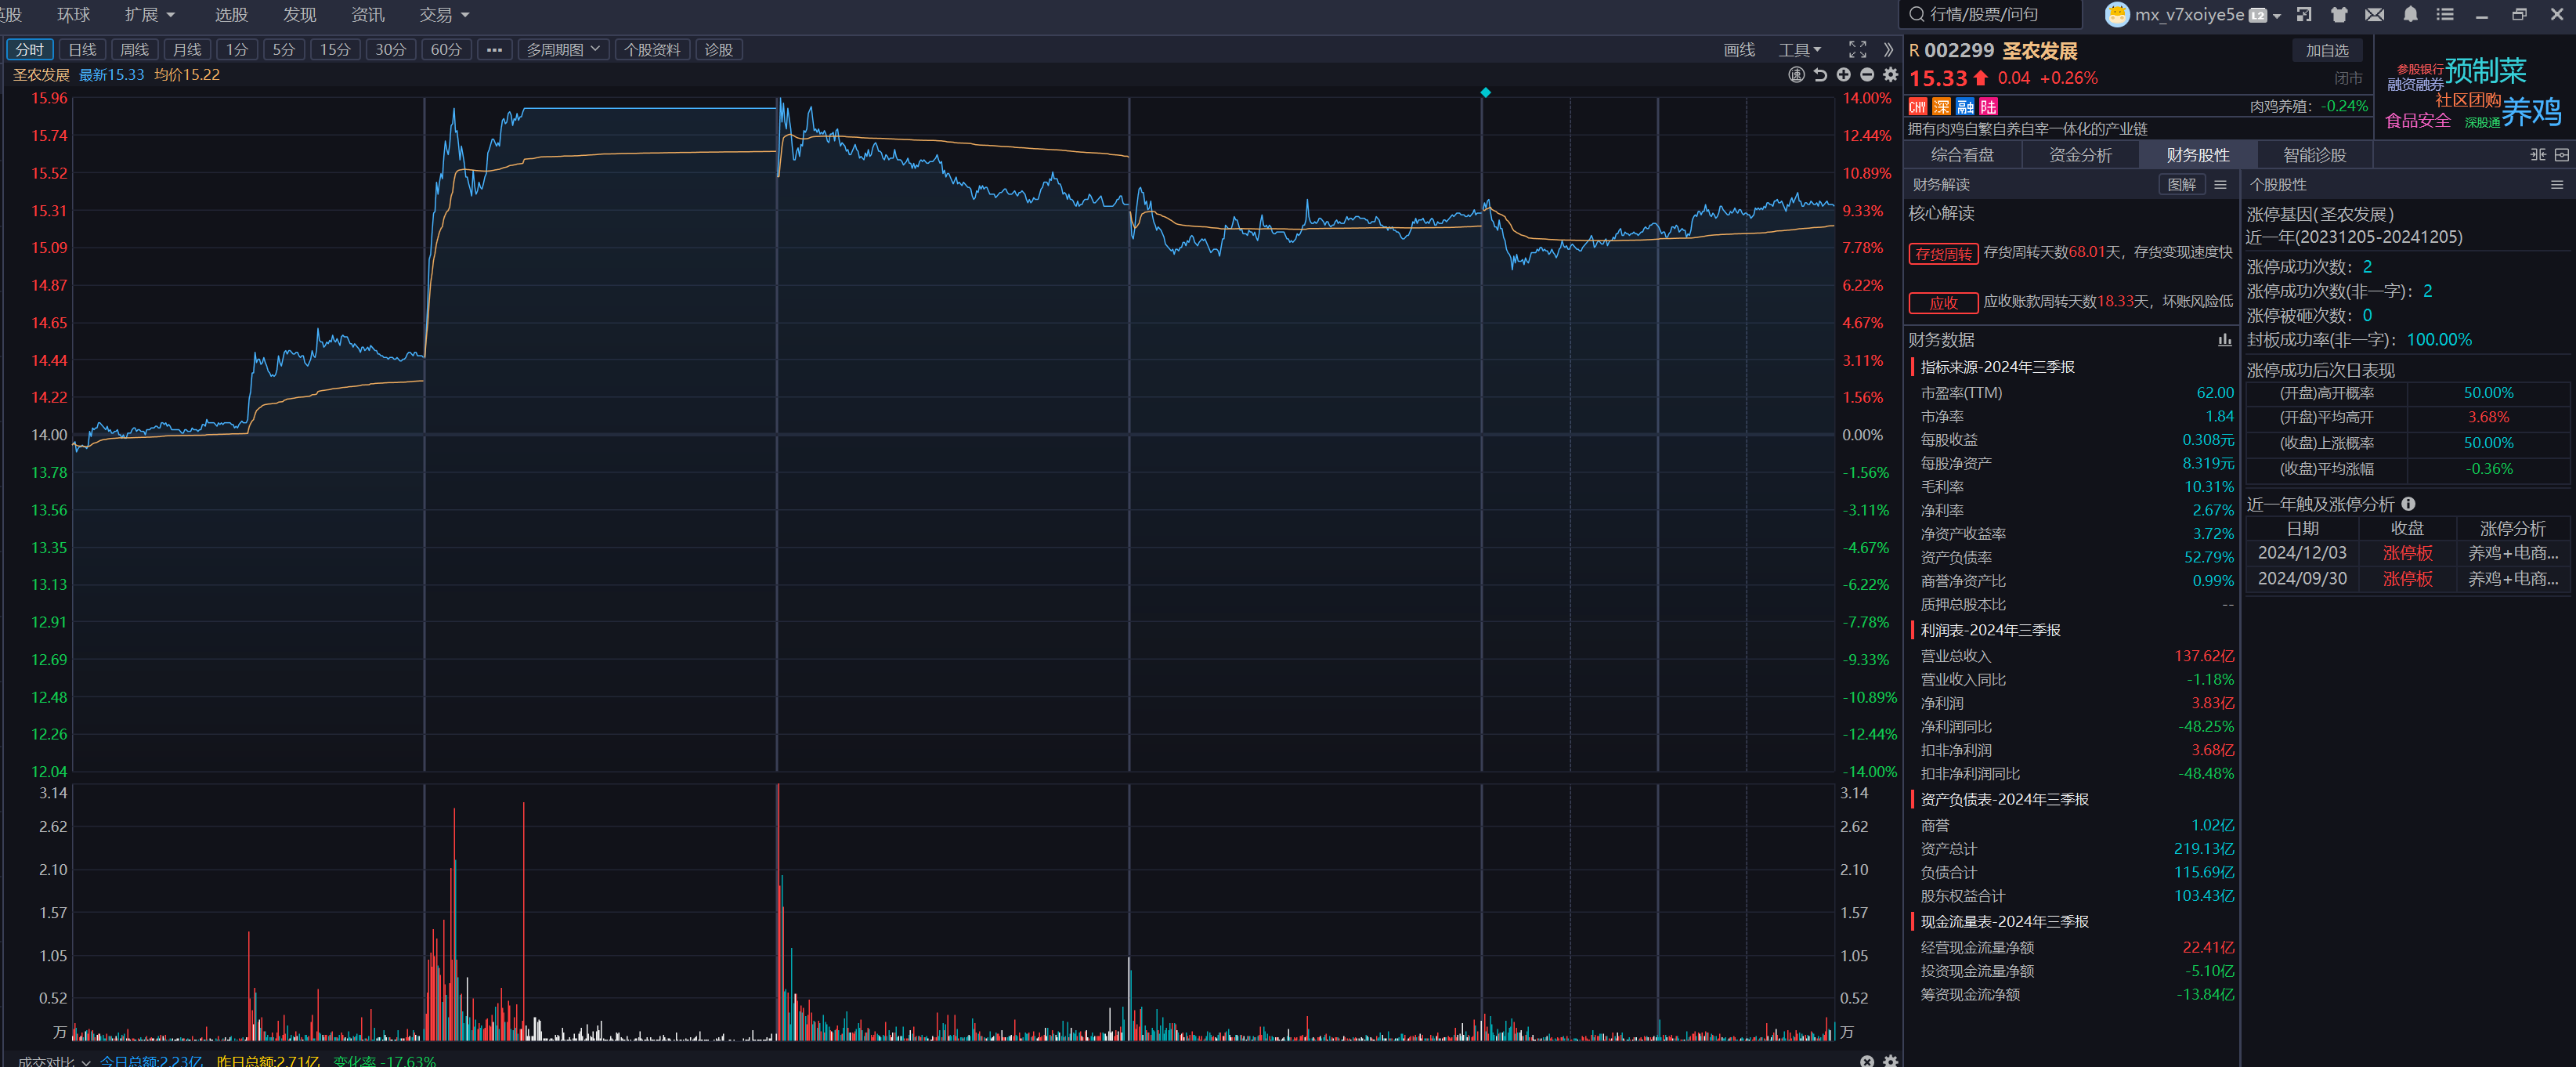 环球 扩展 选股 发现 资讯 交易 行情/股票/问句 mx_v7xoiye5e L2
分时 日线 周线 月线 1分 5分 15分 30分 60分 ••• 多周期图 个股资料 诊股 画线 工具
圣农发展 最新15.33 均价15.22
15.96 14.00%
15.74 12.44%
15.52 10.89%
15.31 9.33%
15.09 7.78%
14.87 6.22%
14.65 4.67%
14.44 3.11%
14.22 1.56%
14.00 0.00%
13.78 -1.56%
13.56 -3.11%
13.35 -4.67%
13.13 -6.22%
12.91 -7.78%
12.69 -9.33%
12.48 -10.89%
12.26 -12.44%
12.04 -14.00%
3.14 3.14
2.62 2.62
2.10 2.10
1.57 1.57
1.05 1.05
0.52 0.52
万 万
成交对比 今日总额:2.23亿 昨日总额:2.71亿 变化率 -17.63%
R 002299 圣农发展 加自选
15.33 0.04 +0.26% 闭市
CNY 深 融 陆 肉鸡养殖: -0.24%
拥有肉鸡自繁自养自宰一体化的产业链
参股银行 预制菜
融资融券
社区团购 养鸡
食品安全 深股通
综合看盘 资金分析 财务股性 智能诊股
财务解读 图解
核心解读
存货周转 存货周转天数68.01天，存货变现速度快
应收 应收账款周转天数18.33天，坏账风险低
财务数据
指标来源-2024年三季报
市盈率(TTM) 62.00
市净率 1.84
每股收益 0.308元
每股净资产 8.319元
毛利率 10.31%
净利率 2.67%
净资产收益率 3.72%
资产负债率 52.79%
商誉净资产比 0.99%
质押总股本比 --
利润表-2024年三季报
营业总收入 137.62亿
营业收入同比 -1.18%
净利润 3.83亿
净利润同比 -48.25%
扣非净利润 3.68亿
扣非净利润同比 -48.48%
资产负债表-2024年三季报
商誉 1.02亿
资产总计 219.13亿
负债合计 115.69亿
股东权益合计 103.43亿
现金流量表-2024年三季报
经营现金流量净额 22.41亿
投资现金流量净额 -5.10亿
筹资现金流净额 -13.84亿
个股股性
涨停基因(圣农发展)
近一年(20231205-20241205)
涨停成功次数: 2
涨停成功次数(非一字): 2
涨停被砸次数: 0
封板成功率(非一字): 100.00%
涨停成功后次日表现
(开盘)高开概率 50.00%
(开盘)平均高开 3.68%
(收盘)上涨概率 50.00%
(收盘)平均涨幅 -0.36%
近一年触及涨停分析
日期 收盘 涨停分析
2024/12/03 涨停板 养鸡+电商...
2024/09/30 涨停板 养鸡+电商...